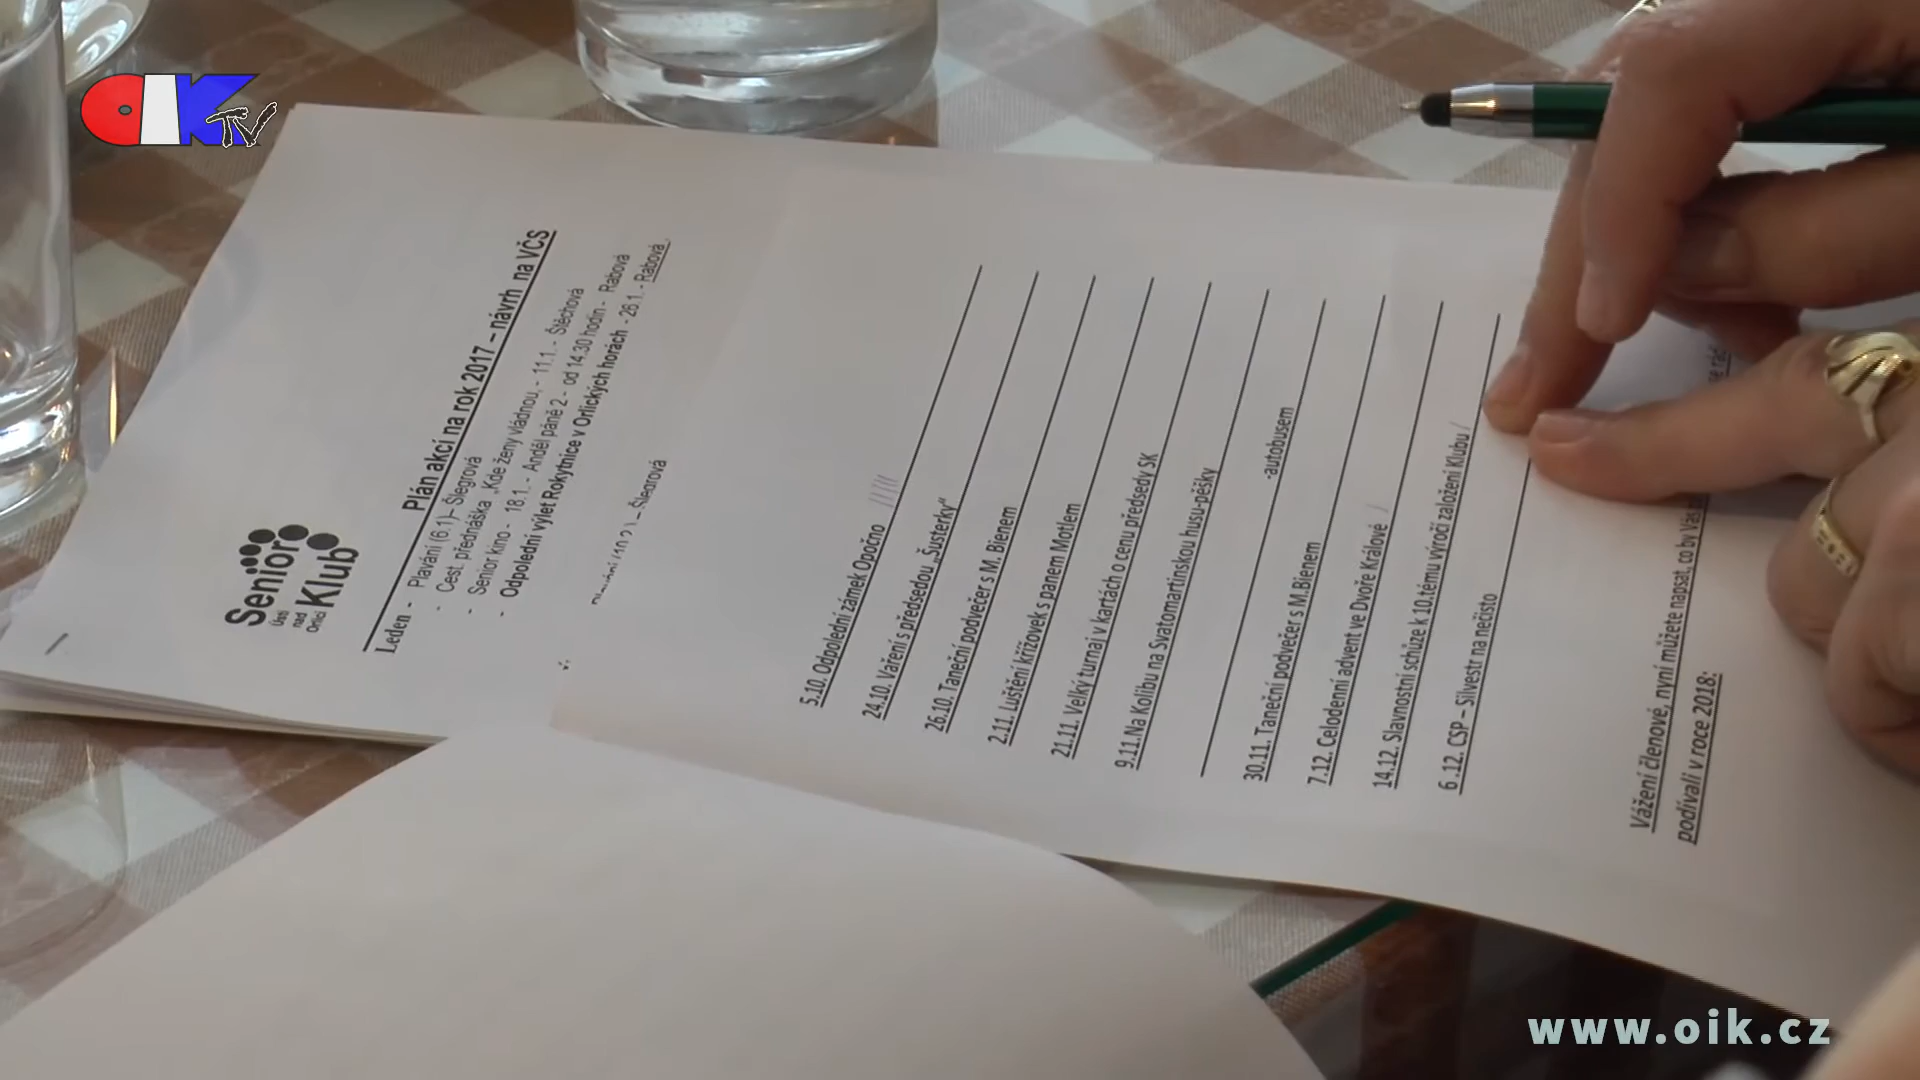 OIK TV
Senior
Ústí
nad
Orlicí
Klub
Plán akcí na rok 2017 – návrh na VČS
Leden - Plavání (6.1)– Šlegrová
- Cest. přednáška „Kde ženy vládnou, - 11.1. - Štěchová
- Senior kino - 18.1. - Anděl páně 2 - od 14.30 hodin - Rabová
- Odpolední výlet Rokytnice v Orlických horách - 26.1. - Rabová
– Šlegrová
5.10. Odpolední zámek Opočno /////
24.10. Vaření s předsedou „Šusterky“
26.10. Taneční podvečer s M. Bienem
2.11. Luštění křížovek s panem Motlem
21.11. Velký turnaj v kartách o cenu předsedy SK
9.11.Na Kolibu na Svatomartinskou husu-pěšky
-autobusem
30.11. Taneční podvečer s M.Bienem
7.12. Celodenní advent ve Dvoře Králové /
14.12. Slavnostní schůze k 10.tému výročí založení Klubu /
6.12. CSP – Silvestr na nečisto
Vážení členové, nyní můžete napsat, co by Vás
podívali v roce 2018:
www.oik.cz